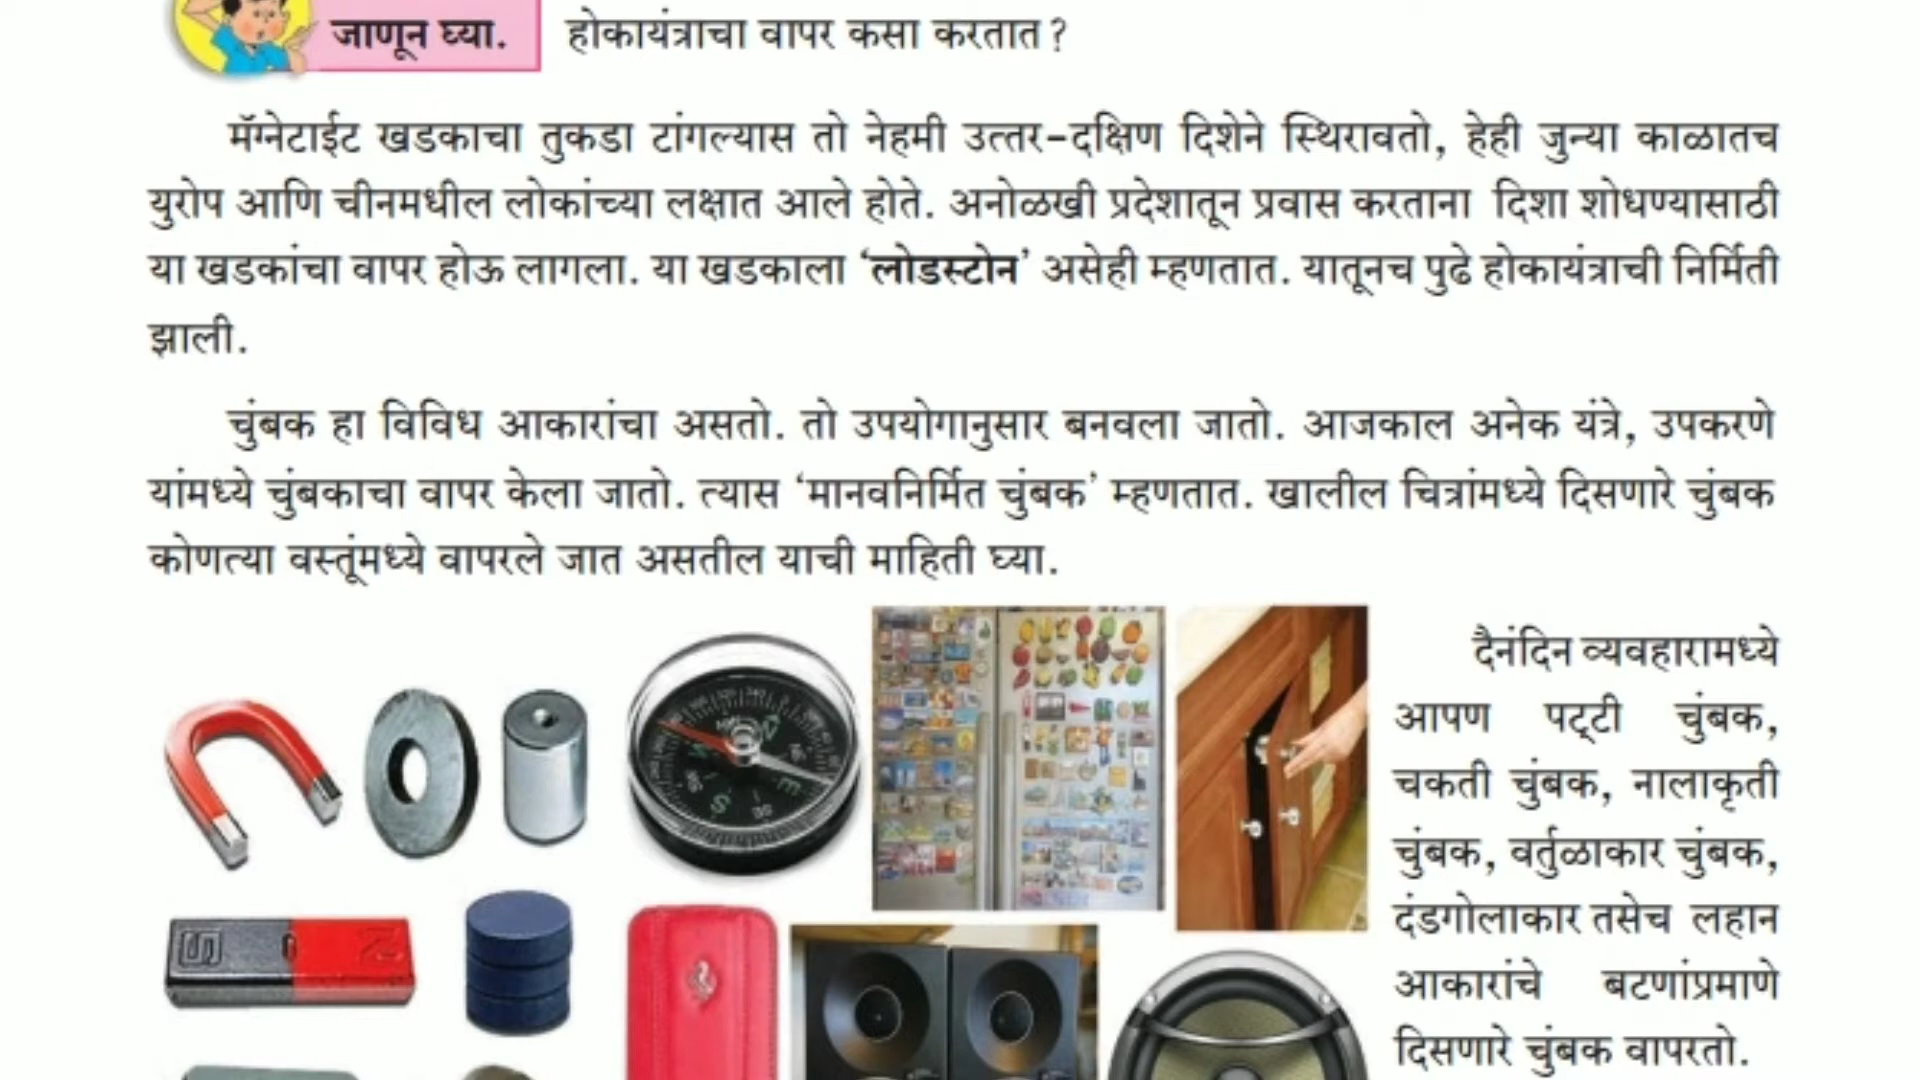 जाणून घ्या.
होकायंत्राचा वापर कसा करतात?
मॅग्नेटाईट खडकाचा तुकडा टांगल्यास तो नेहमी उत्तर-दक्षिण दिशेने स्थिरावतो, हेही जुन्या काळातच
युरोप आणि चीनमधील लोकांच्या लक्षात आले होते. अनोळखी प्रदेशातून प्रवास करताना दिशा शोधण्यासाठी
या खडकांचा वापर होऊ लागला. या खडकाला ‘लोडस्टोन’ असेही म्हणतात. यातूनच पुढे होकायंत्राची निर्मिती
झाली.
चुंबक हा विविध आकारांचा असतो. तो उपयोगानुसार बनवला जातो. आजकाल अनेक यंत्रे, उपकरणे
यांमध्ये चुंबकाचा वापर केला जातो. त्यास ‘मानवनिर्मित चुंबक’ म्हणतात. खालील चित्रांमध्ये दिसणारे चुंबक
कोणत्या वस्तूंमध्ये वापरले जात असतील याची माहिती घ्या.
दैनंदिन व्यवहारामध्ये
आपण पट्टी चुंबक,
चकती चुंबक, नालाकृती
चुंबक, वर्तुळाकार चुंबक,
दंडगोलाकार तसेच लहान
आकारांचे बटणांप्रमाणे
दिसणारे चुंबक वापरतो.
S N
S
E